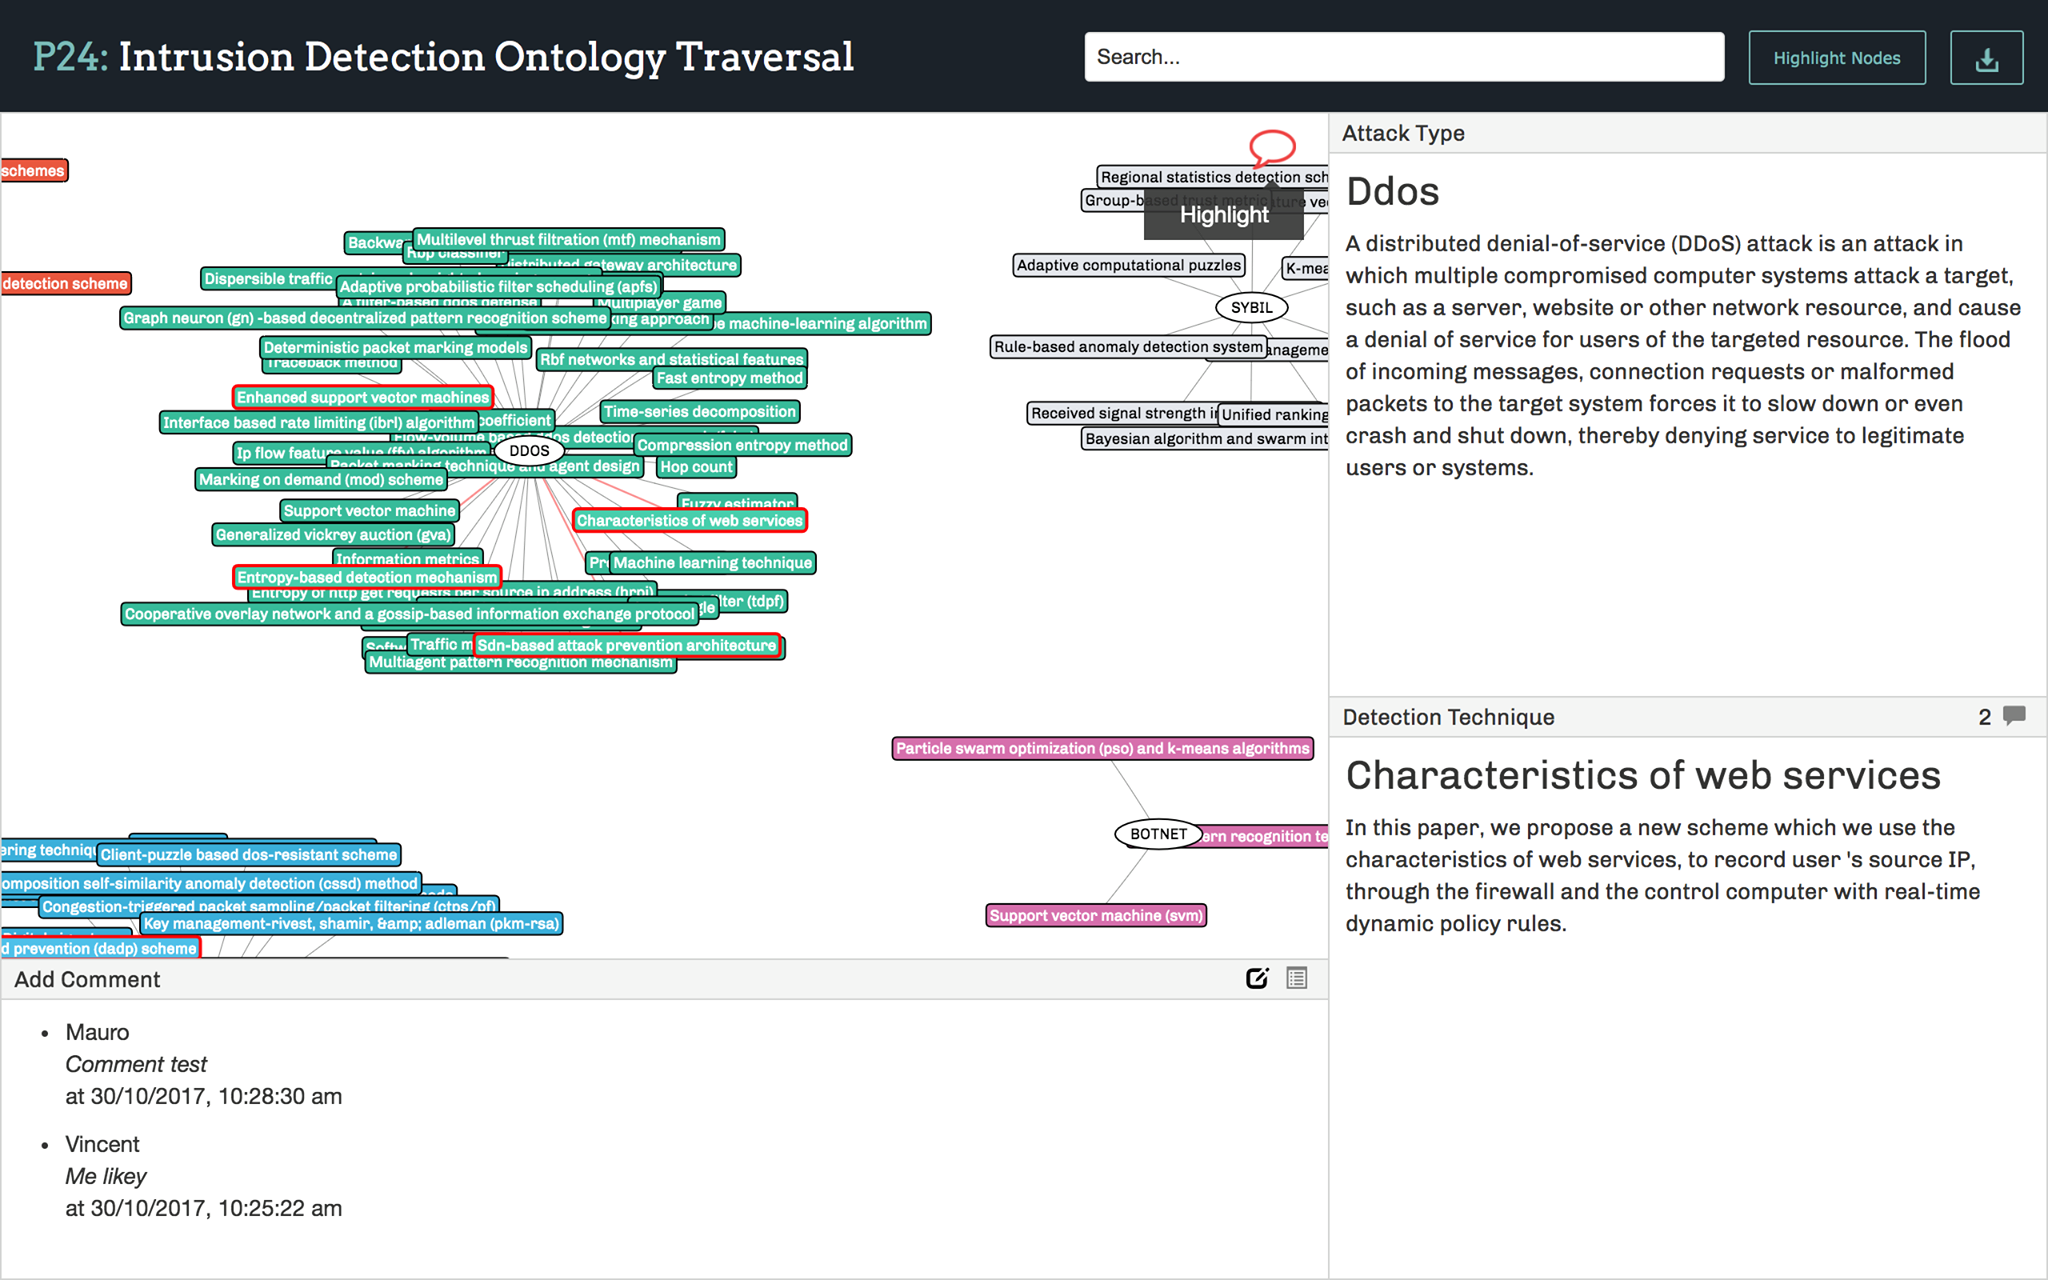 P24: Intrusion Detection Ontology Traversal
Search...
Highlight Nodes
schemes
detection scheme
Multilevel thrust filtration (mtf) mechanism
Rbp classifier
distributed gateway architecture
Dispersible traffic
Adaptive probabilistic filter scheduling (apfs)
A filter-based ddos defense
Multiplayer game
Graph neuron (gn) -based decentralized pattern recognition scheme
king approach
e machine-learning algorithm
Deterministic packet marking models
Traceback method
Rbf networks and statistical features
Fast entropy method
Enhanced support vector machines
Time-series decomposition
Interface based rate limiting (ibrl) algorithm
coefficient
Compression entropy method
Ip flow feature value (ffv) algorithm
DDOS
Packet marking technique and agent design
Hop count
Marking on demand (mod) scheme
Fuzzy estimator
Support vector machine
Characteristics of web services
Generalized vickrey auction (gva)
Information metrics
Machine learning technique
Entropy-based detection mechanism
Entropy of http get requests per source ip address (hrpi)
lter (tdpf)
Cooperative overlay network and a gossip-based information exchange protocol
Traffic m
Sdn-based attack prevention architecture
Multiagent pattern recognition mechanism
Regional statistics detection sch
Group-based trust metric
ture vec
Highlight
Adaptive computational puzzles
K-mea
SYBIL
Rule-based anomaly detection system
anageme
Received signal strength i
Unified ranking
Bayesian algorithm and swarm int
Particle swarm optimization (pso) and k-means algorithms
BOTNET
ern recognition te
Support vector machine (svm)
ering techniqu
Client-puzzle based dos-resistant scheme
omposition self-similarity anomaly detection (cssd) method
Congestion-triggered packet sampling/packet filtering (ctps/pf)
Key management-rivest, shamir, &amp; adleman (pkm-rsa)
d prevention (dadp) scheme
Add Comment
• Mauro
Comment test
at 30/10/2017, 10:28:30 am
• Vincent
Me likey
at 30/10/2017, 10:25:22 am
Attack Type
Ddos
A distributed denial-of-service (DDoS) attack is an attack in
which multiple compromised computer systems attack a target,
such as a server, website or other network resource, and cause
a denial of service for users of the targeted resource. The flood
of incoming messages, connection requests or malformed
packets to the target system forces it to slow down or even
crash and shut down, thereby denying service to legitimate
users or systems.
Detection Technique 2
Characteristics of web services
In this paper, we propose a new scheme which we use the
characteristics of web services, to record user 's source IP,
through the firewall and the control computer with real-time
dynamic policy rules.